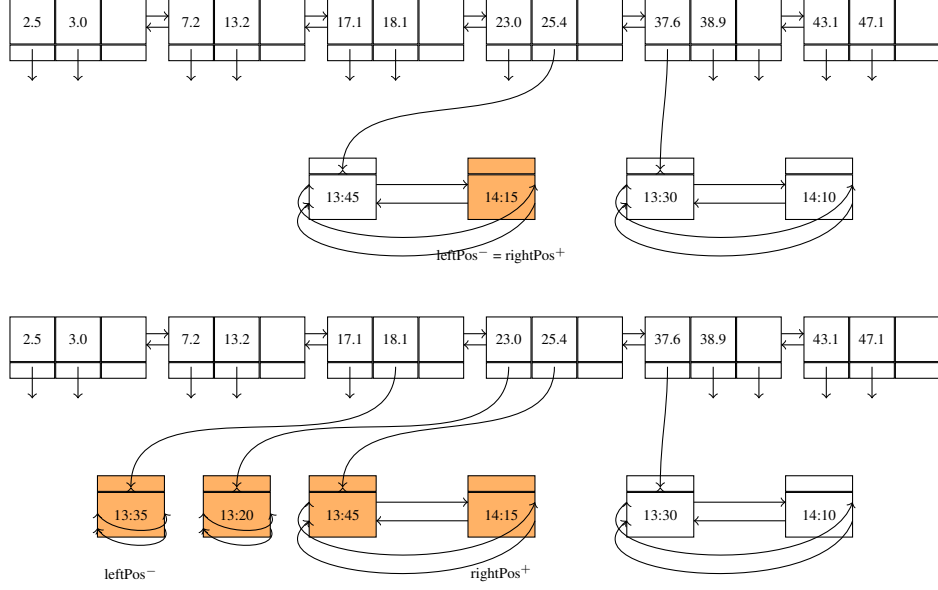 2.5 3.0 7.2 13.2 17.1 18.1 23.0 25.4 37.6 38.9 43.1 47.1
13:45 14:15 13:30 14:10
leftPos⁻ = rightPos⁺
2.5 3.0 7.2 13.2 17.1 18.1 23.0 25.4 37.6 38.9 43.1 47.1
13:35 13:20 13:45 14:15 13:30 14:10
leftPos⁻ rightPos⁺